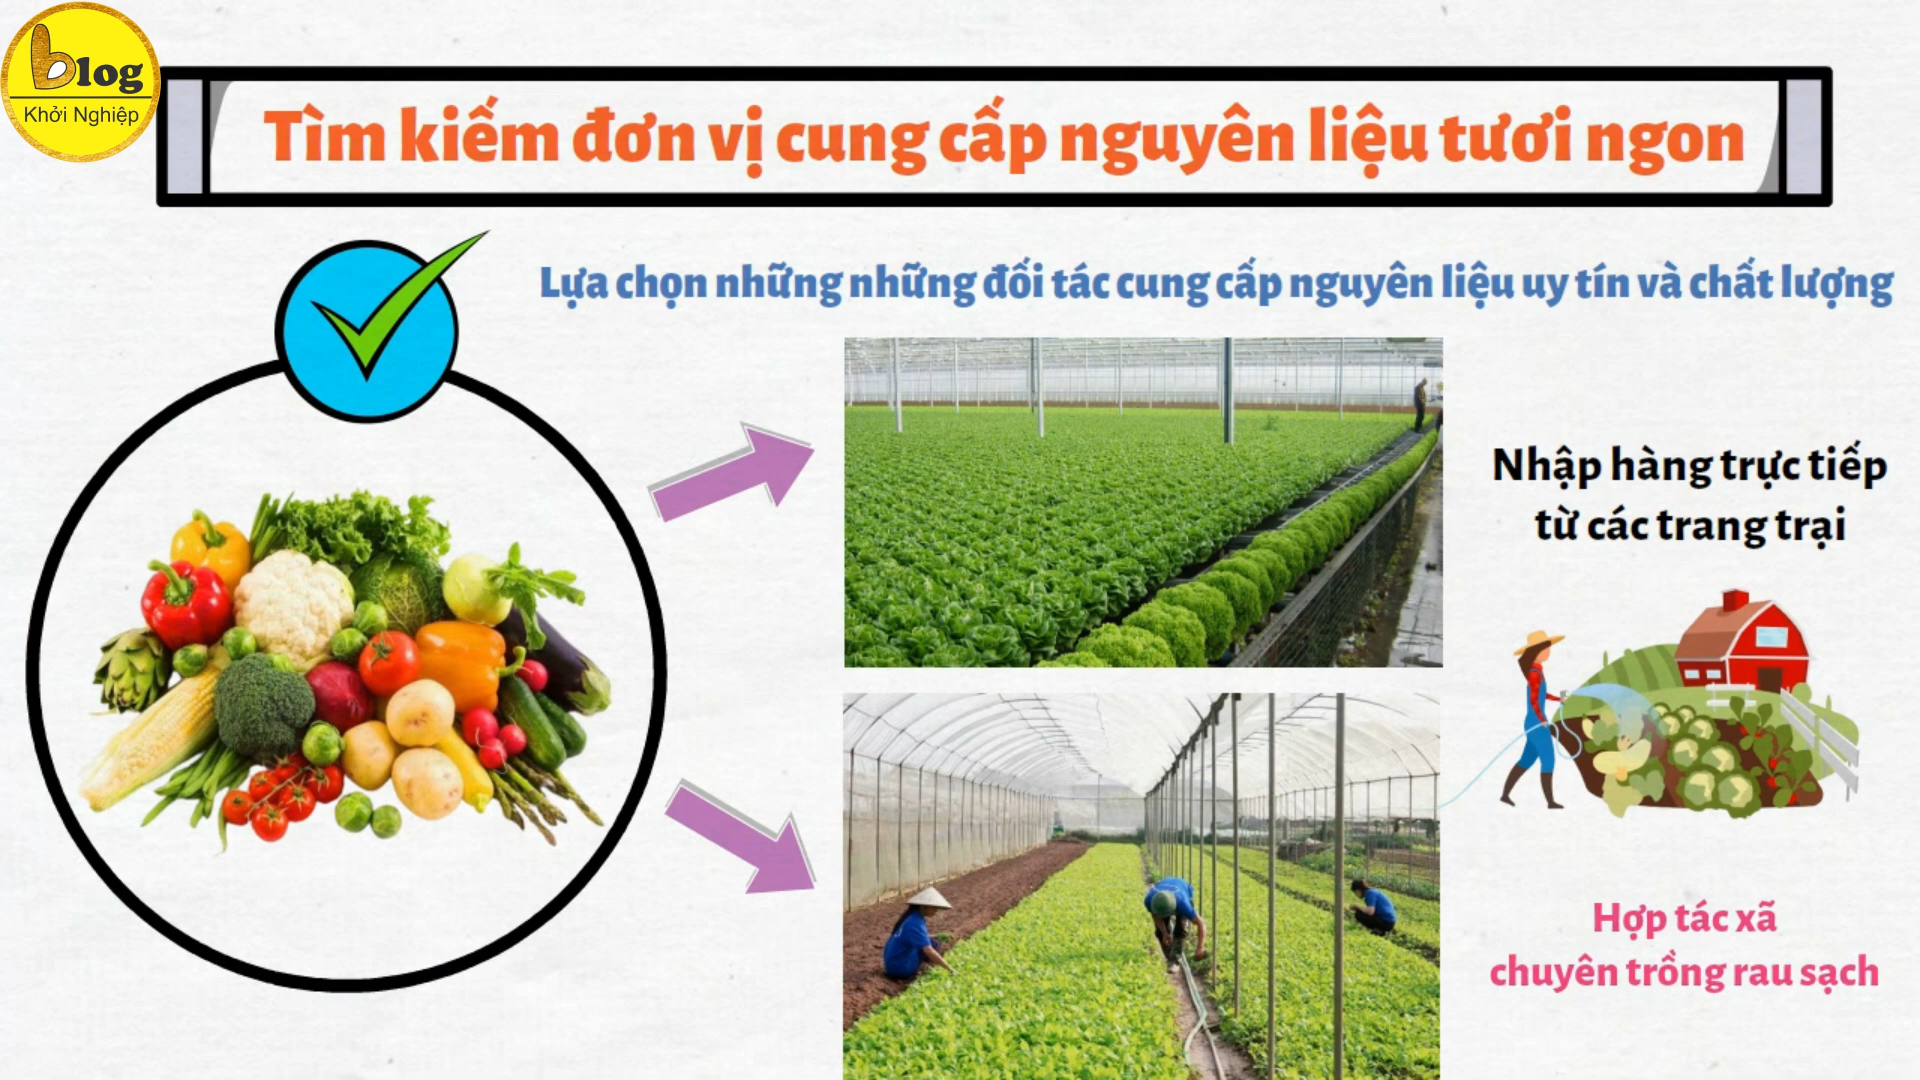 blog
Khởi Nghiệp
Tìm kiếm đơn vị cung cấp nguyên liệu tươi ngon
Lựa chọn những những đối tác cung cấp nguyên liệu uy tín và chất lượng
Nhập hàng trực tiếp
từ các trang trại
Hợp tác xã
chuyên trồng rau sạch